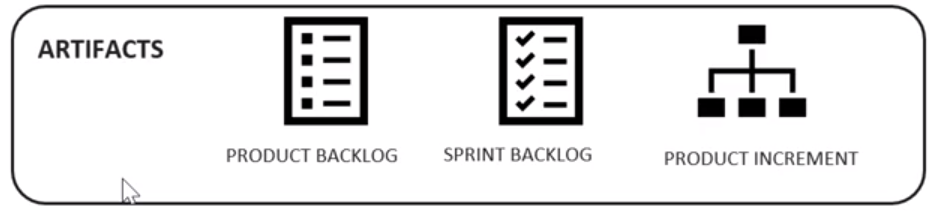 ARTIFACTS
PRODUCT BACKLOG
SPRINT BACKLOG
PRODUCT INCREMENT